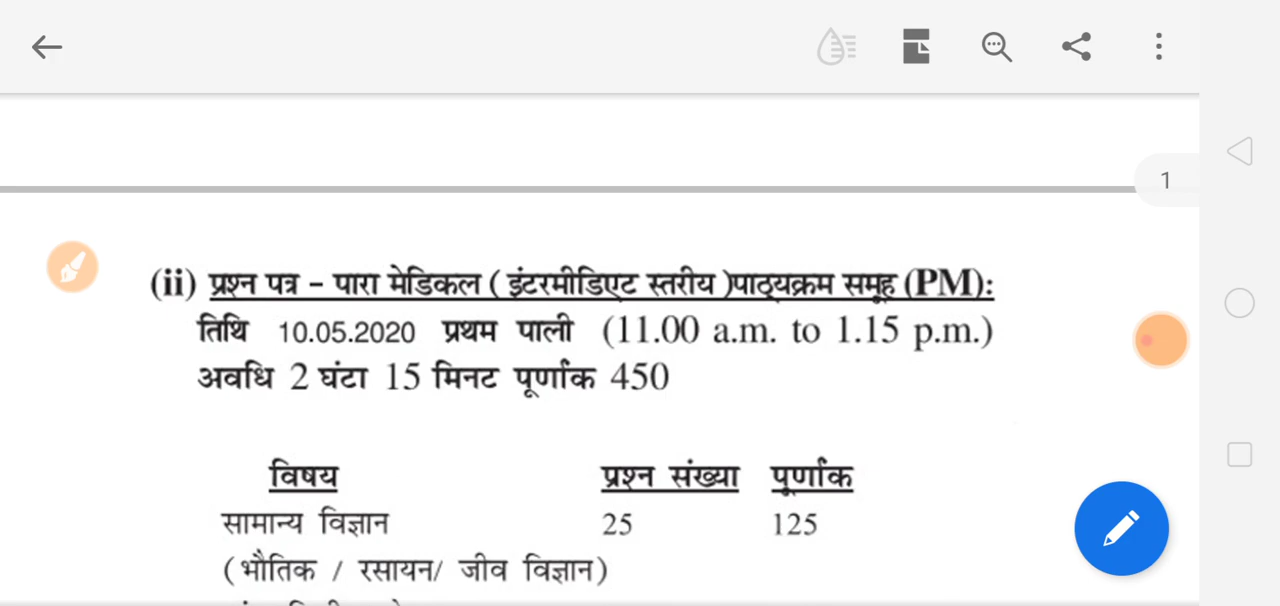 1
(ii) प्रश्न पत्र - पारा मेडिकल ( इंटरमीडिएट स्तरीय )पाठ्यक्रम समूह (PM):
तिथि 10.05.2020 प्रथम पाली (11.00 a.m. to 1.15 p.m.)
अवधि 2 घंटा 15 मिनट पूर्णांक 450
विषय प्रश्न संख्या पूर्णांक
सामान्य विज्ञान 25 125
(भौतिक / रसायन/ जीव विज्ञान)